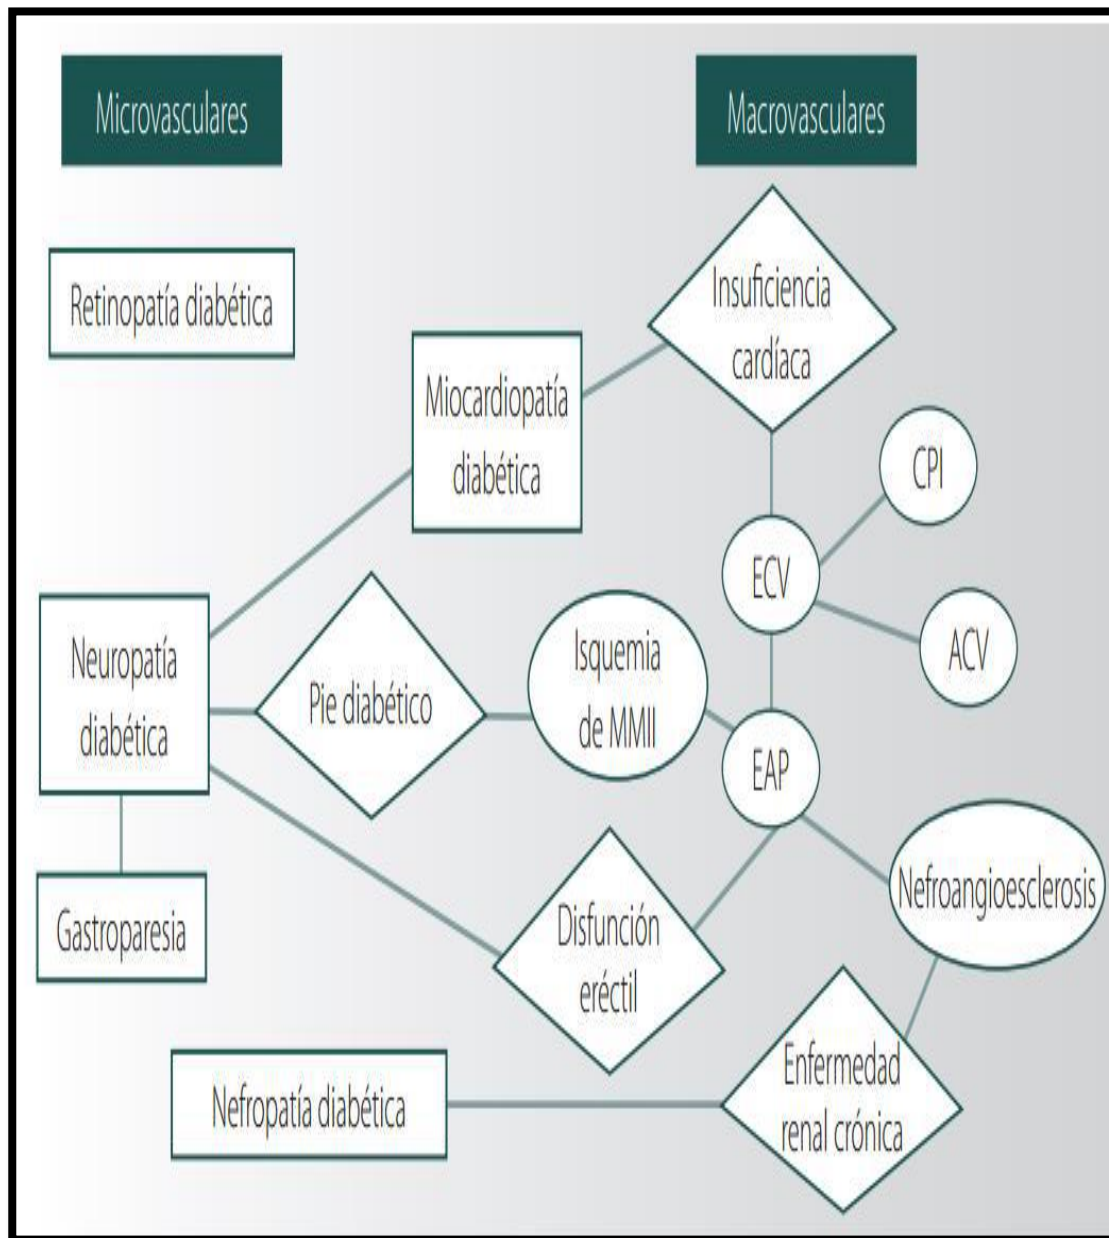 Microvasculares
Macrovasculares
Retinopatía diabética
Insuficiencia
cardíaca
Miocardiopatía
diabética
CPI
ECV
Neuropatía
diabética
Pie diabético
Isquemia
de MMII
ACV
EAP
Gastroparesia
Disfunción
eréctil
Nefroangioesclerosis
Nefropatía diabética
Enfermedad
renal crónica